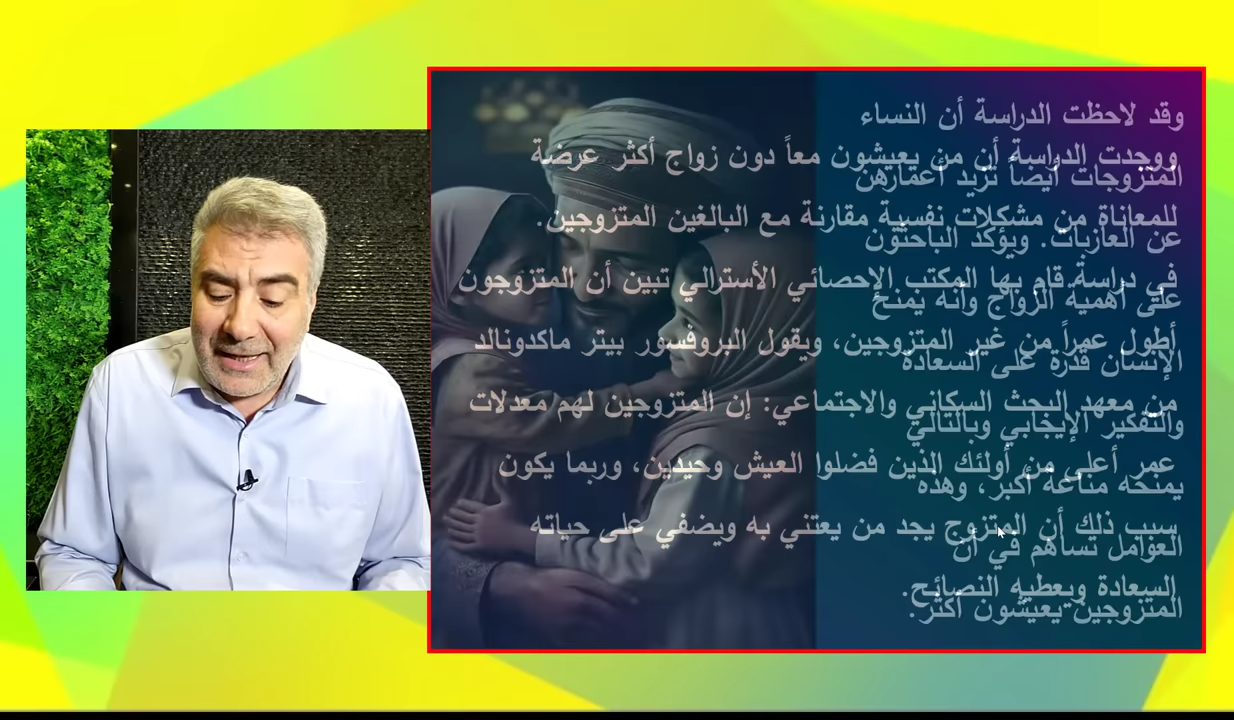 وقد لاحظت الدراسة أن النساء
المتزوجات أيضاً تزيد أعمارهن
عن العازبات. ويؤكد الباحثون
على أهمية الزواج وأنه يمنح
الإنسان قدرة على السعادة
والتفكير الإيجابي وبالتالي
يمنحه مناعة أكبر، وهذه
العوامل تساهم في أن
المتزوجين يعيشون أكثر.
ووجدت الدراسة أن من يعيشون معاً دون زواج أكثر عرضة
للمعاناة من مشكلات نفسية مقارنة مع البالغين المتزوجين.
في دراسة قام بها المكتب الإحصائي الأسترالي تبين أن المتزوجون
أطول عمراً من غير المتزوجين، ويقول البروفسور بيتر ماكدونالد
من معهد البحث السكاني والاجتماعي: إن المتزوجين لهم معدلات
عمر أعلى من أولئك الذين فضلوا العيش وحيدين، وربما يكون
سبب ذلك أن المتزوج يجد من يعتني به ويضفي على حياته
السعادة ويعطيه النصائح.